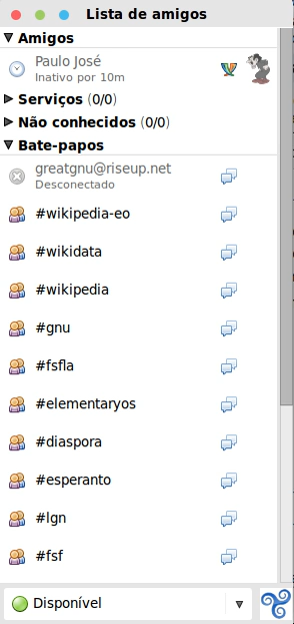 Lista de amigos
Amigos
Paulo José
Inativo por 10m
Serviços (0/0)
Não conhecidos (0/0)
Bate-papos
greatgnu@riseup.net
Desconectado
#wikipedia-eo
#wikidata
#wikipedia
#gnu
#fsfla
#elementaryos
#diaspora
#esperanto
#lgn
#fsf
Disponível